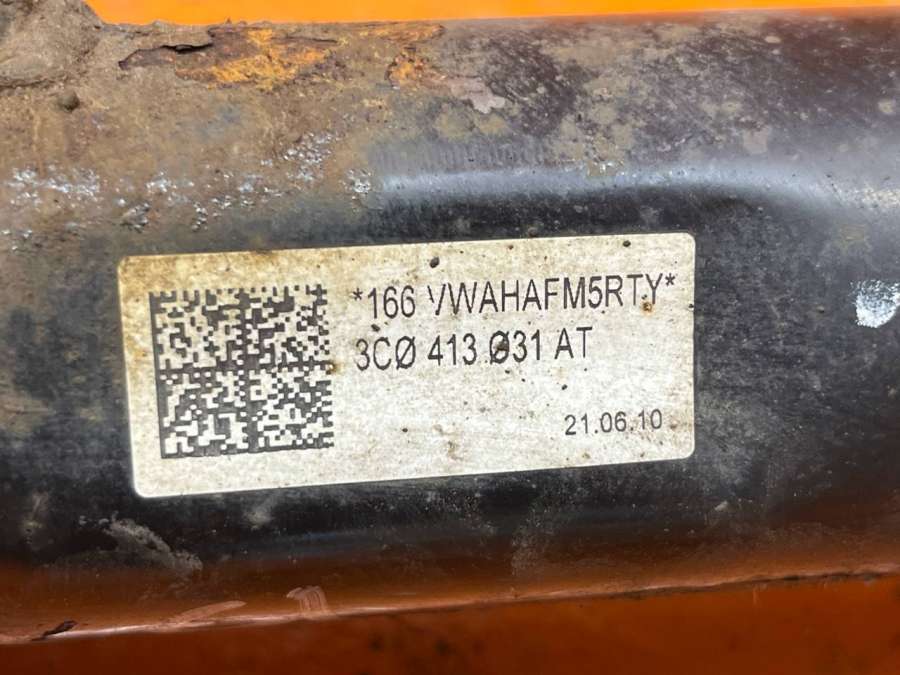 *166 VWAHAFM5RTY*
3CØ 413 Ø31 AT
21.06.10